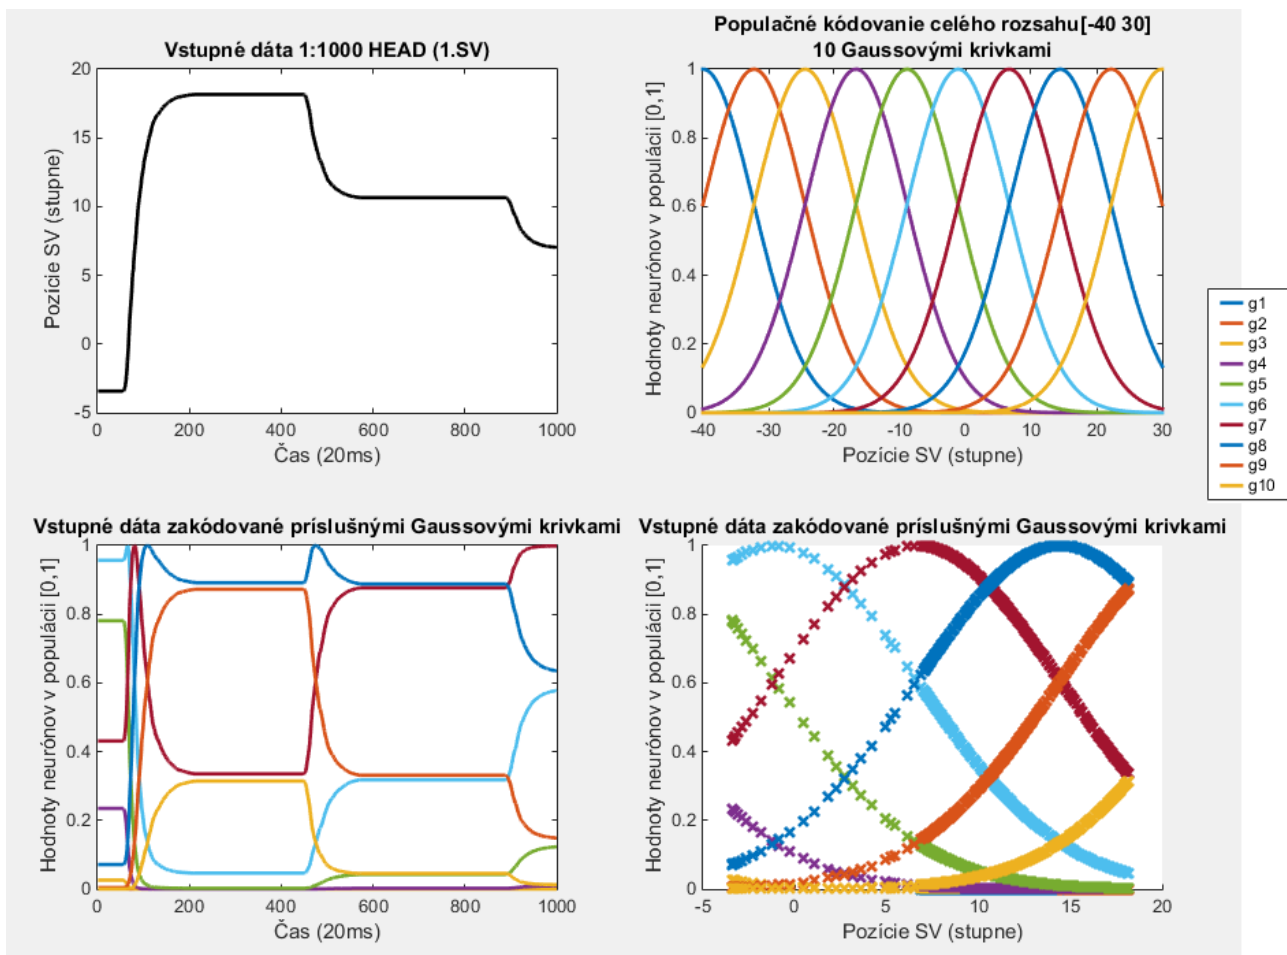 Vstupné dáta 1:1000 HEAD (1.SV)
20
15
10
5
0
-5
0 200 400 600 800 1000
Pozície SV (stupne)
Čas (20ms)
Populačné kódovanie celého rozsahu[-40 30]
10 Gaussovými krivkami
1
0.8
0.6
0.4
0.2
0
-40 -30 -20 -10 0 10 20 30
Hodnoty neurónov v populácii [0,1]
Pozície SV (stupne)
g1
g2
g3
g4
g5
g6
g7
g8
g9
g10
Vstupné dáta zakódované príslušnými Gaussovými krivkami
1
0.8
0.6
0.4
0.2
0
0 200 400 600 800 1000
Hodnoty neurónov v populácii [0,1]
Čas (20ms)
Vstupné dáta zakódované príslušnými Gaussovými krivkami
1
0.8
0.6
0.4
0.2
0
-5 0 5 10 15 20
Hodnoty neurónov v populácii [0,1]
Pozície SV (stupne)